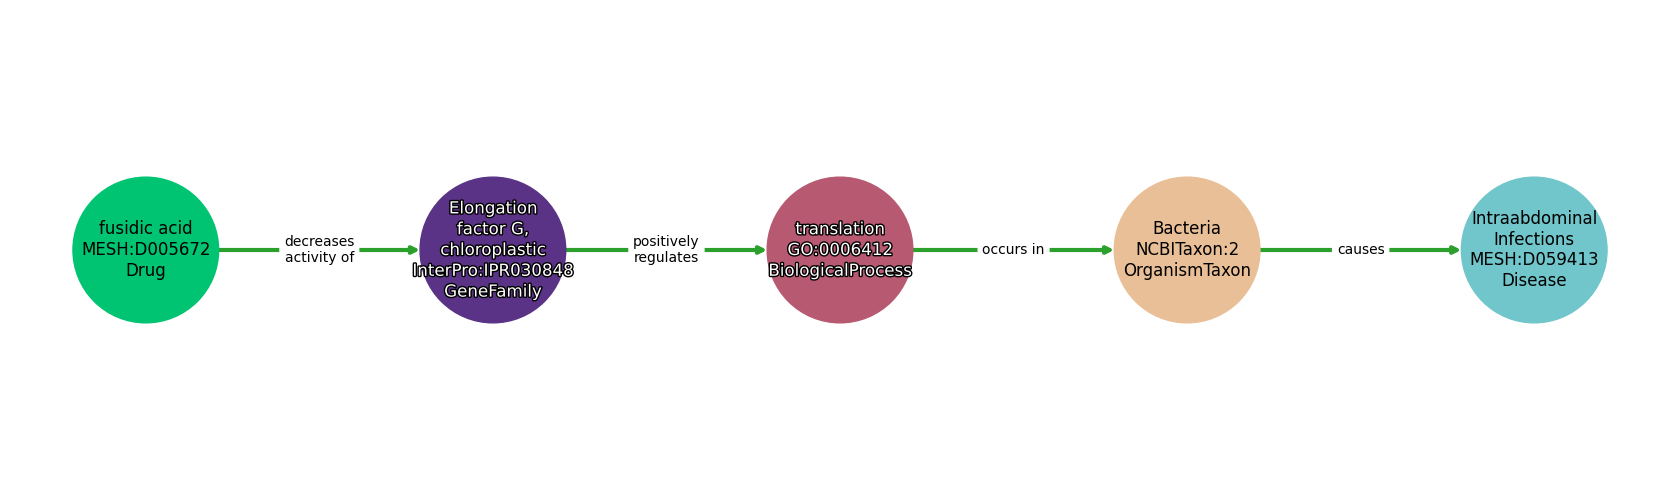 fusidic acid
MESH:D005672
Drug
decreases
activity of
Elongation
factor G,
chloroplastic
InterPro:IPR030848
GeneFamily
positively
regulates
translation
GO:0006412
BiologicalProcess
occurs in
Bacteria
NCBITaxon:2
OrganismTaxon
causes
Intraabdominal
Infections
MESH:D059413
Disease